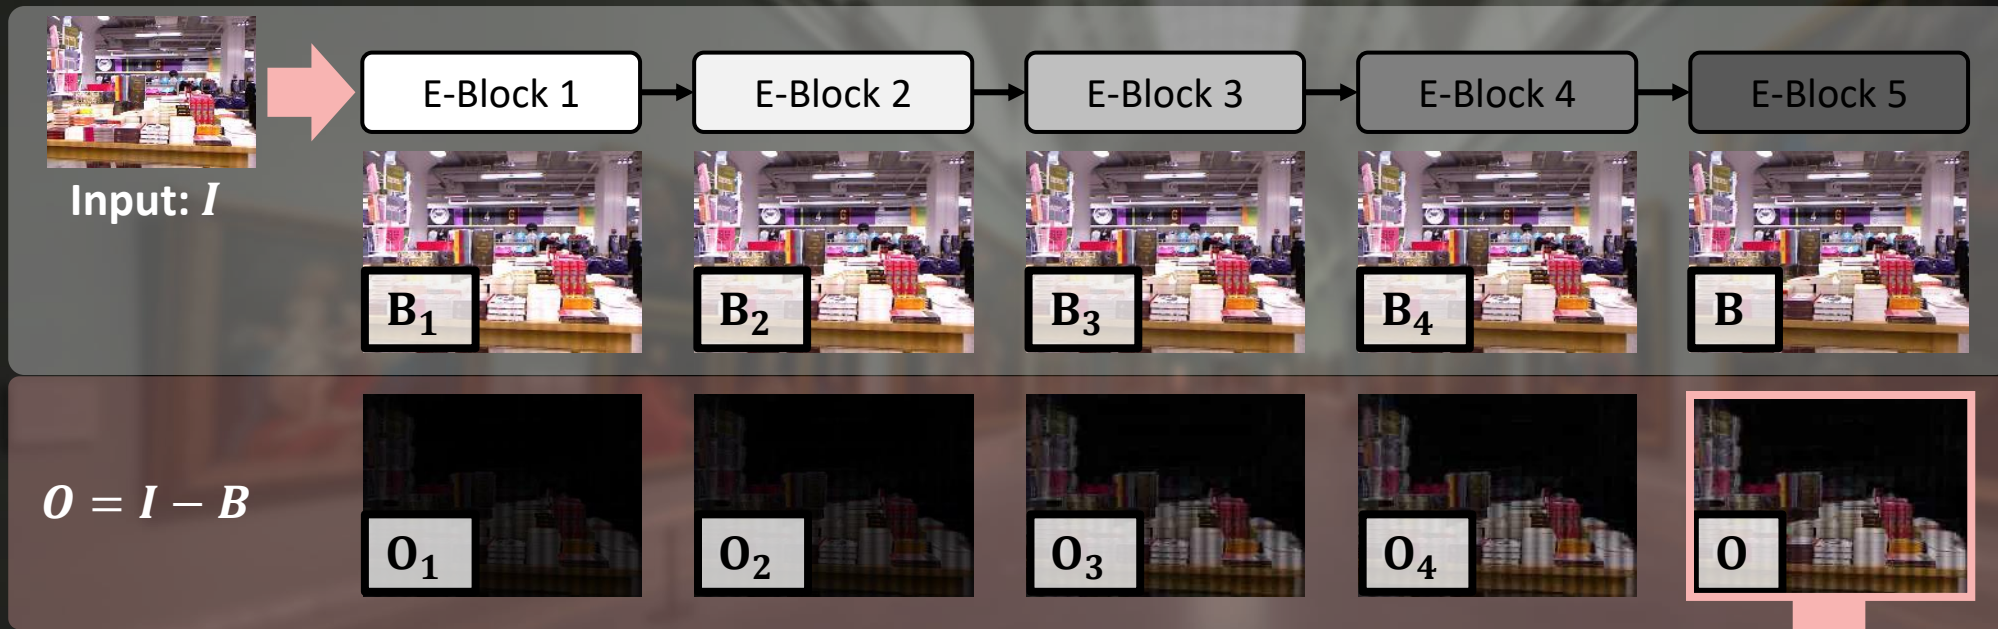 E-Block 1
E-Block 2
E-Block 3
E-Block 4
E-Block 5
Input: I
B₁
B₂
B₃
B₄
B
O = I − B
O₁
O₂
O₃
O₄
O